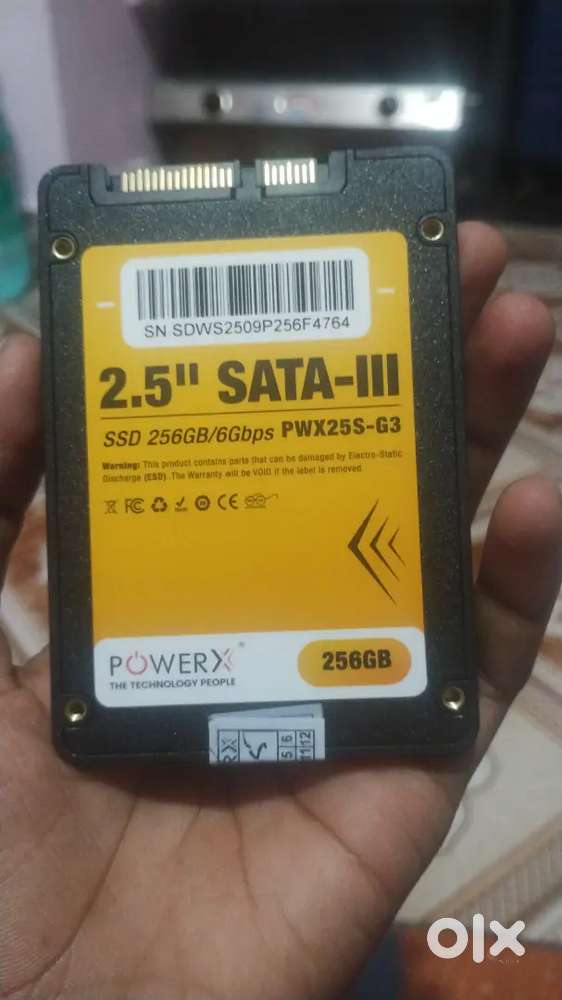 SN SDWS2509P256F4764
2.5" SATA-III
SSD 256GB/6Gbps PWX25S-G3
Warning: This product contains parts that can be damaged by Electro-Static
Discharge (ESD) .The Warranty will be VOID if the label is removed.
FC CE
POWERX®
THE TECHNOLOGY PEOPLE
256GB
RX
5 6
11 12
olx